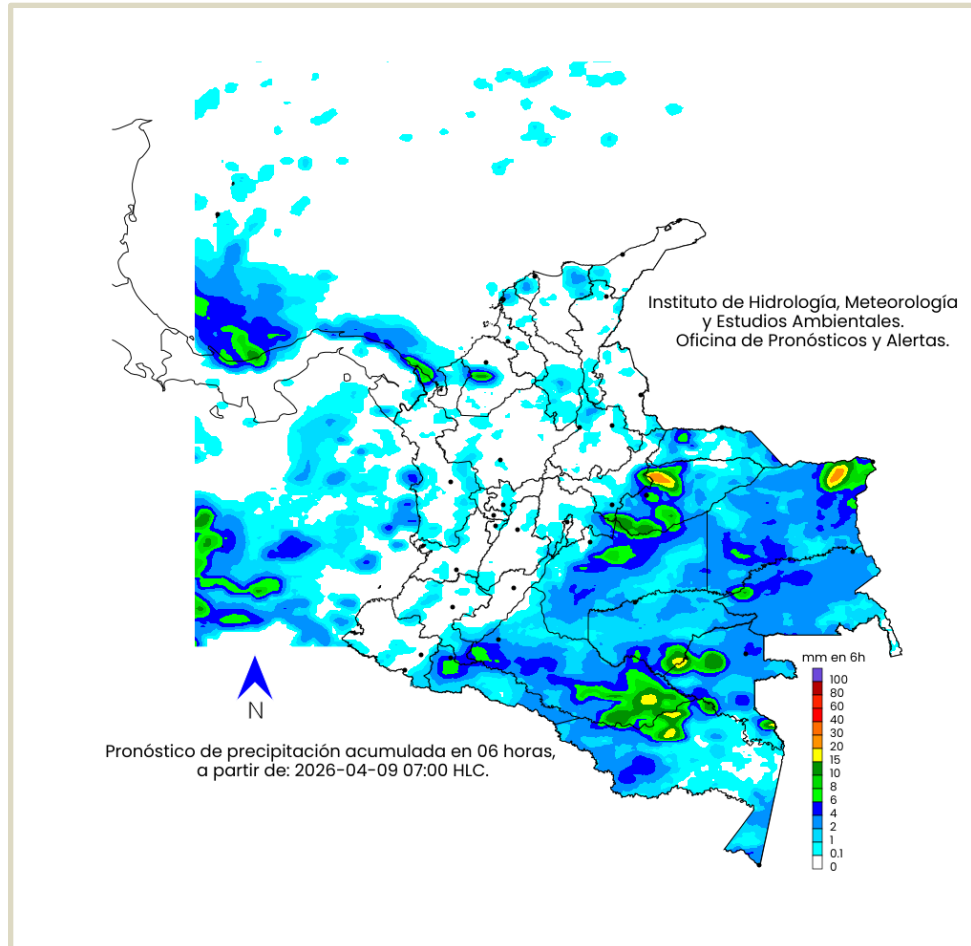 Instituto de Hidrología, Meteorología
y Estudios Ambientales.
Oficina de Pronósticos y Alertas.
mm en 6h
100
80
60
40
30
20
15
10
8
6
4
2
1
0.1
0
N
Pronóstico de precipitación acumulada en 06 horas,
a partir de: 2026-04-09 07:00 HLC.